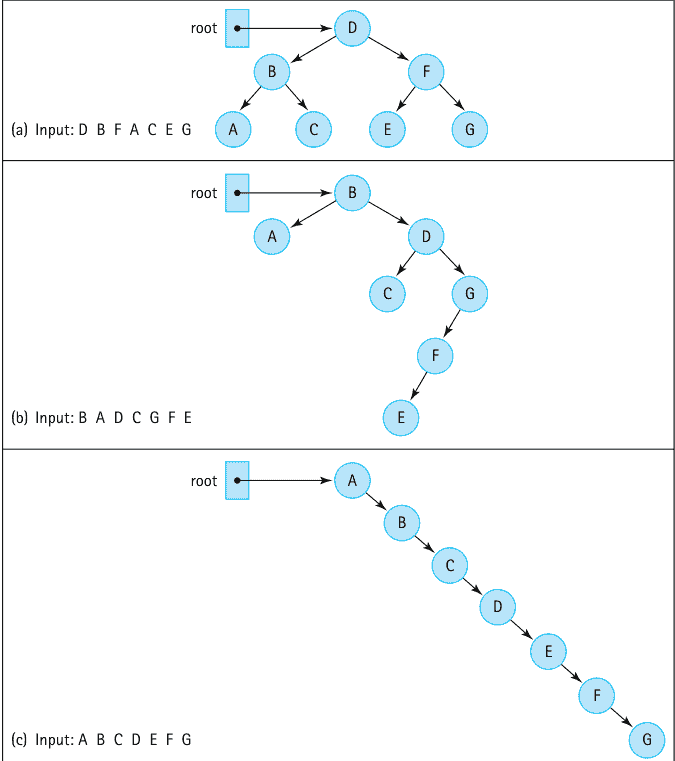 root
D
B F
A C E G
(a) Input: D B F A C E G
root
B
A D
C G
F
E
(b) Input: B A D C G F E
root
A
B
C
D
E
F
G
(c) Input: A B C D E F G